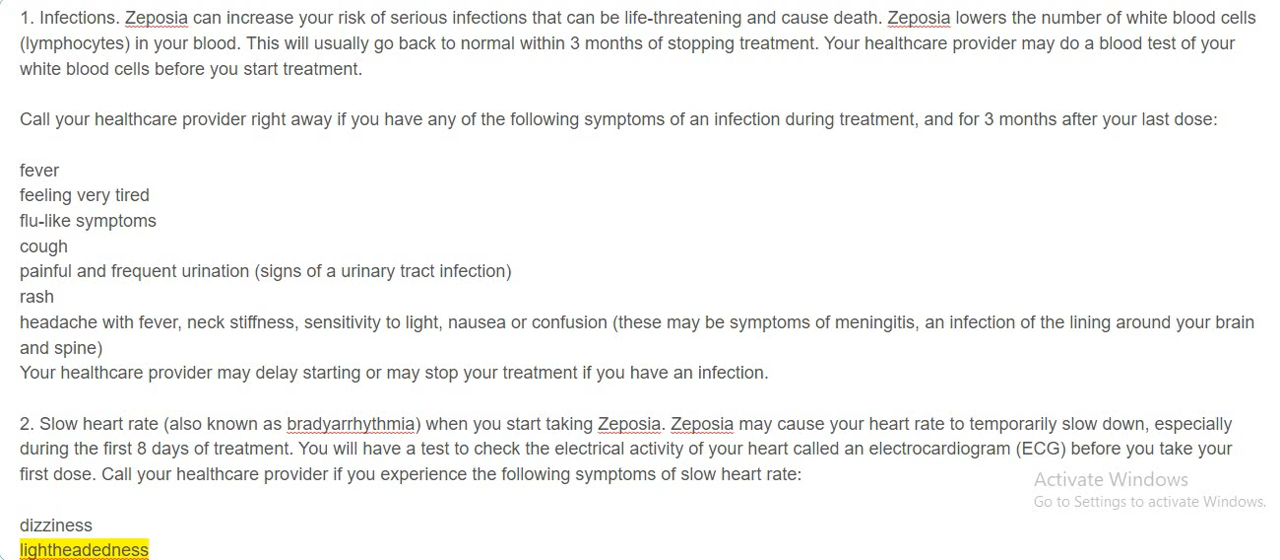 1. Infections. Zeposia can increase your risk of serious infections that can be life-threatening and cause death. Zeposia lowers the number of white blood cells
(lymphocytes) in your blood. This will usually go back to normal within 3 months of stopping treatment. Your healthcare provider may do a blood test of your
white blood cells before you start treatment.
Call your healthcare provider right away if you have any of the following symptoms of an infection during treatment, and for 3 months after your last dose:
fever
feeling very tired
flu-like symptoms
cough
painful and frequent urination (signs of a urinary tract infection)
rash
headache with fever, neck stiffness, sensitivity to light, nausea or confusion (these may be symptoms of meningitis, an infection of the lining around your brain
and spine)
Your healthcare provider may delay starting or may stop your treatment if you have an infection.
2. Slow heart rate (also known as bradyarrhythmia) when you start taking Zeposia. Zeposia may cause your heart rate to temporarily slow down, especially
during the first 8 days of treatment. You will have a test to check the electrical activity of your heart called an electrocardiogram (ECG) before you take your
first dose. Call your healthcare provider if you experience the following symptoms of slow heart rate:
Activate Windows
Go to Settings to activate Windows.
dizziness
lightheadedness